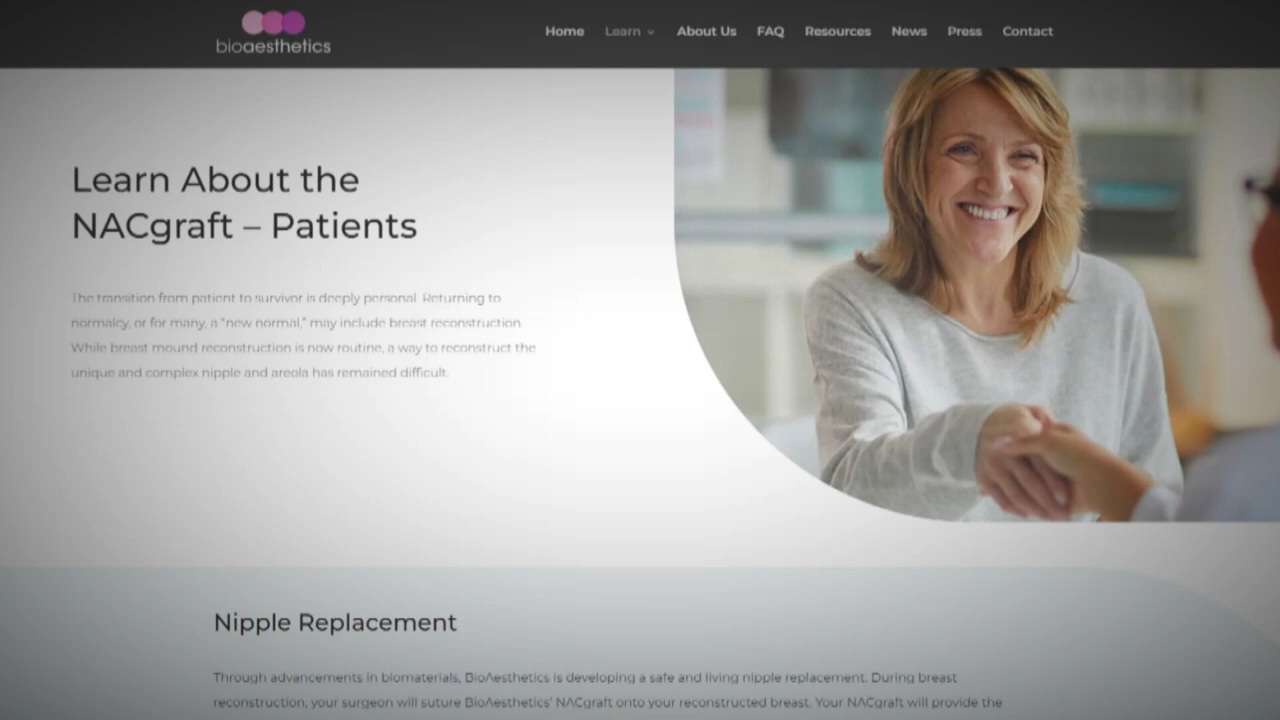 bioaesthetics
Home Learn About Us FAQ Resources News Press Contact
Learn About the
NACgraft – Patients
The transition from patient to survivor is deeply personal. Returning to
normalcy, or for many, a "new normal," may include breast reconstruction.
While breast mound reconstruction is now routine, a way to reconstruct the
unique and complex nipple and areola has remained difficult.
Nipple Replacement
Through advancements in biomaterials, BioAesthetics is developing a safe and living nipple replacement. During breast
reconstruction, your surgeon will suture BioAesthetics' NACgraft onto your reconstructed breast. Your NACgraft will provide the